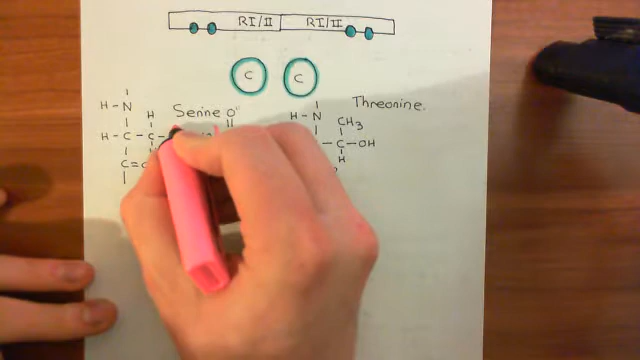 RI/II RI/II
C C
Serine
Threonine.
H-N
H
O
H-N
CH3
H-C-C-
C-OH
H
H
C=